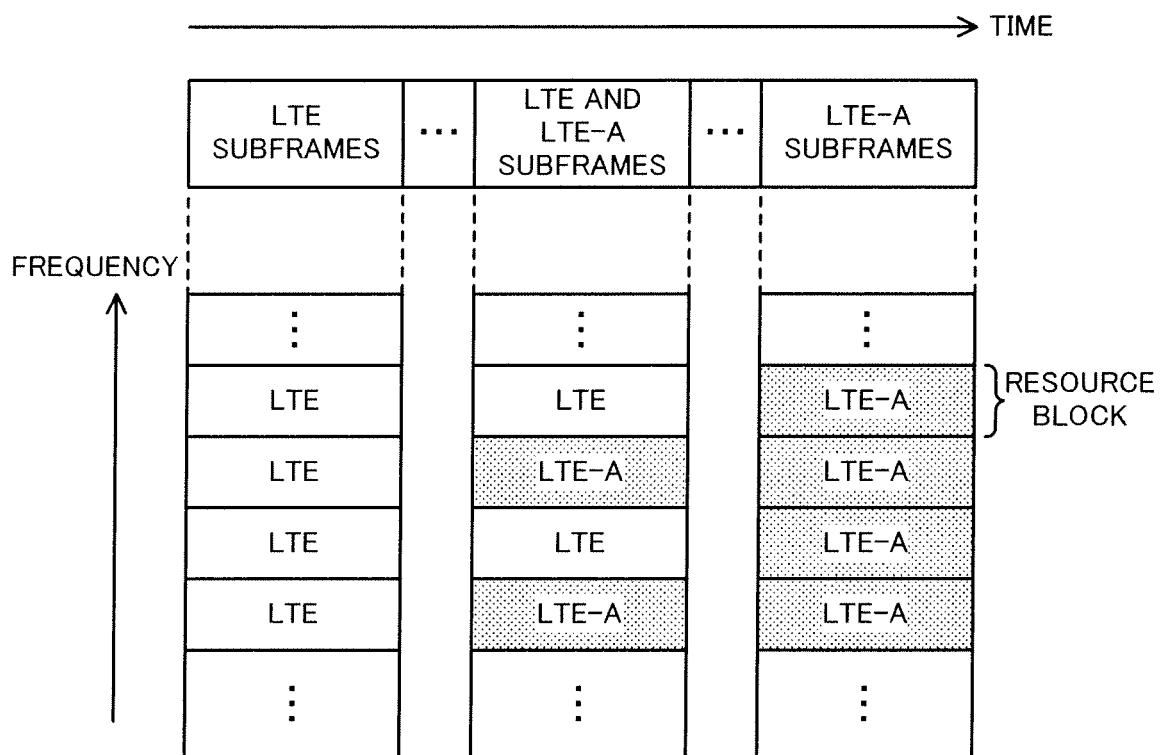 TIME
LTE
SUBFRAMES
...
LTE AND
LTE-A
SUBFRAMES
...
LTE-A
SUBFRAMES
FREQUENCY
⋮ ⋮ ⋮
LTE LTE LTE-A
RESOURCE
BLOCK
LTE LTE-A LTE-A
LTE LTE LTE-A
LTE LTE-A LTE-A
⋮ ⋮ ⋮